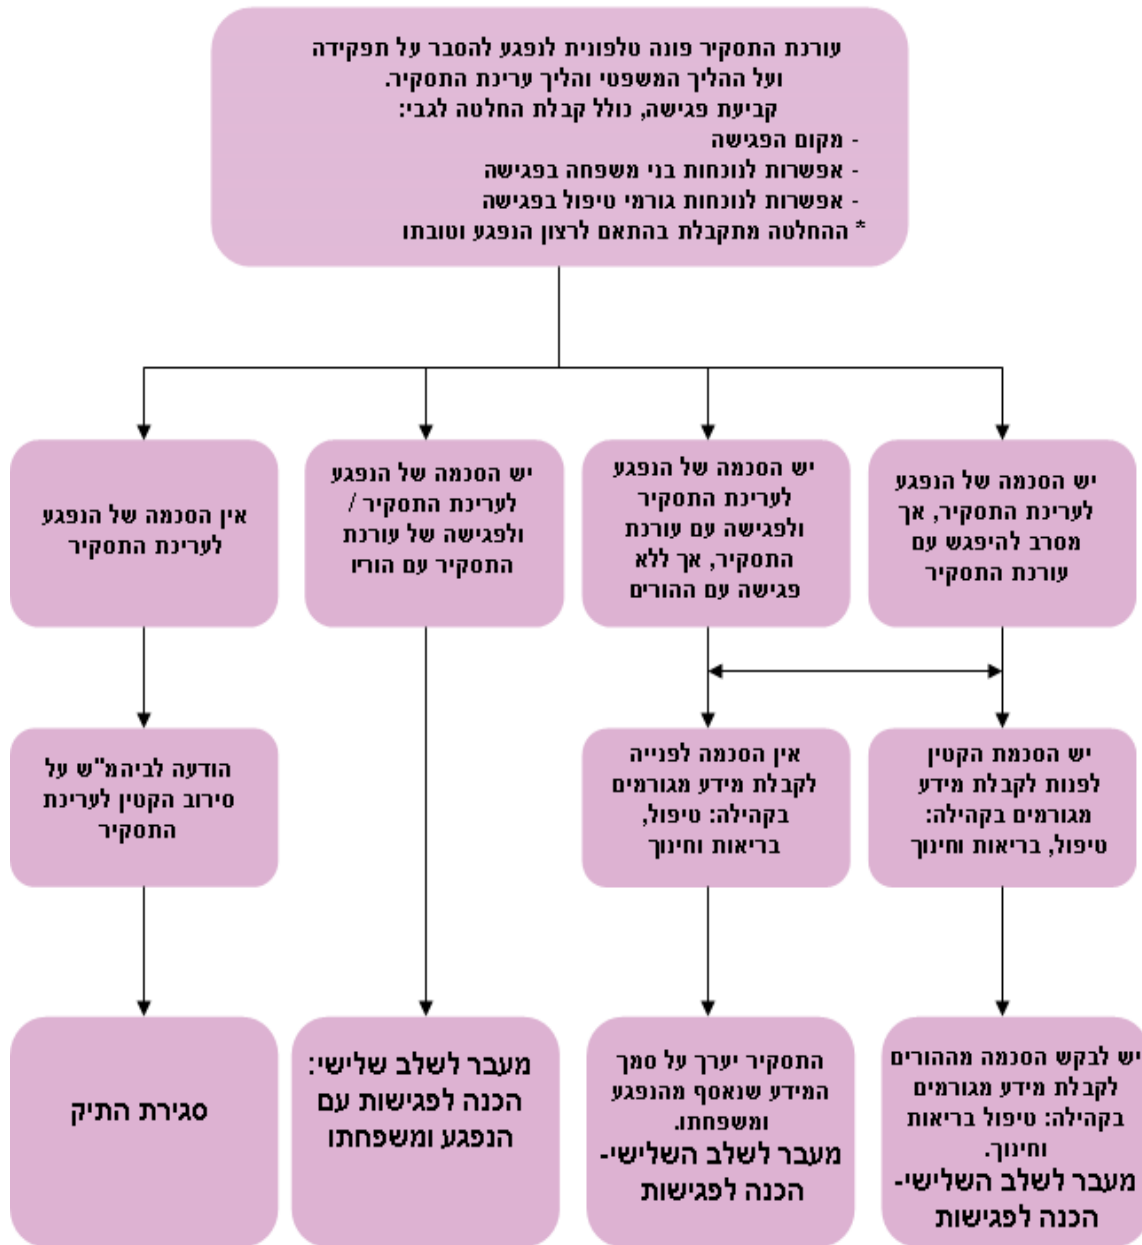 עורכת התסקיר פונה טלפונית לנפגע להסבר על תפקידה
ועל ההליך המשפטי והליך עריכת התסקיר.
קביעת פגישה, כולל קבלת החלטה לגבי:
- מקום הפגישה
- אפשרות לנוכחות בני משפחה בפגישה
- אפשרות לנוכחות גורמי טיפול בפגישה
* ההחלטה מתקבלת בהתאם לרצון הנפגע וטובתו
יש הסכמה של הנפגע
לעריכת התסקיר, אך
מסרב להיפגש עם
עורכת התסקיר
יש הסכמה של הנפגע
לעריכת התסקיר
ולפגישה עם עורכת
התסקיר, אך ללא
פגישה עם ההורים
יש הסכמה של הנפגע
לעריכת התסקיר /
ולפגישה של עורכת
התסקיר עם הוריו
אין הסכמה של הנפגע
לעריכת התסקיר
יש הסכמת הקטין
לפנות לקבלת מידע
מגורמים בקהילה:
טיפול, בריאות וחינוך
אין הסכמה לפנייה
לקבלת מידע מגורמים
בקהילה: טיפול,
בריאות וחינוך
הודעה לביהמ"ש על
סירוב הקטין לעריכת
התסקיר
יש לבקש הסכמה מההורים
לקבלת מידע מגורמים
בקהילה: טיפול בריאות
וחינוך.
מעבר לשלב השלישי-
הכנה לפגישות
התסקיר יערך על סמך
המידע שנאסף מהנפגע
ומשפחתו.
מעבר לשלב השלישי-
הכנה לפגישות
מעבר לשלב שלישי:
הכנה לפגישות עם
הנפגע ומשפחתו
סגירת התיק